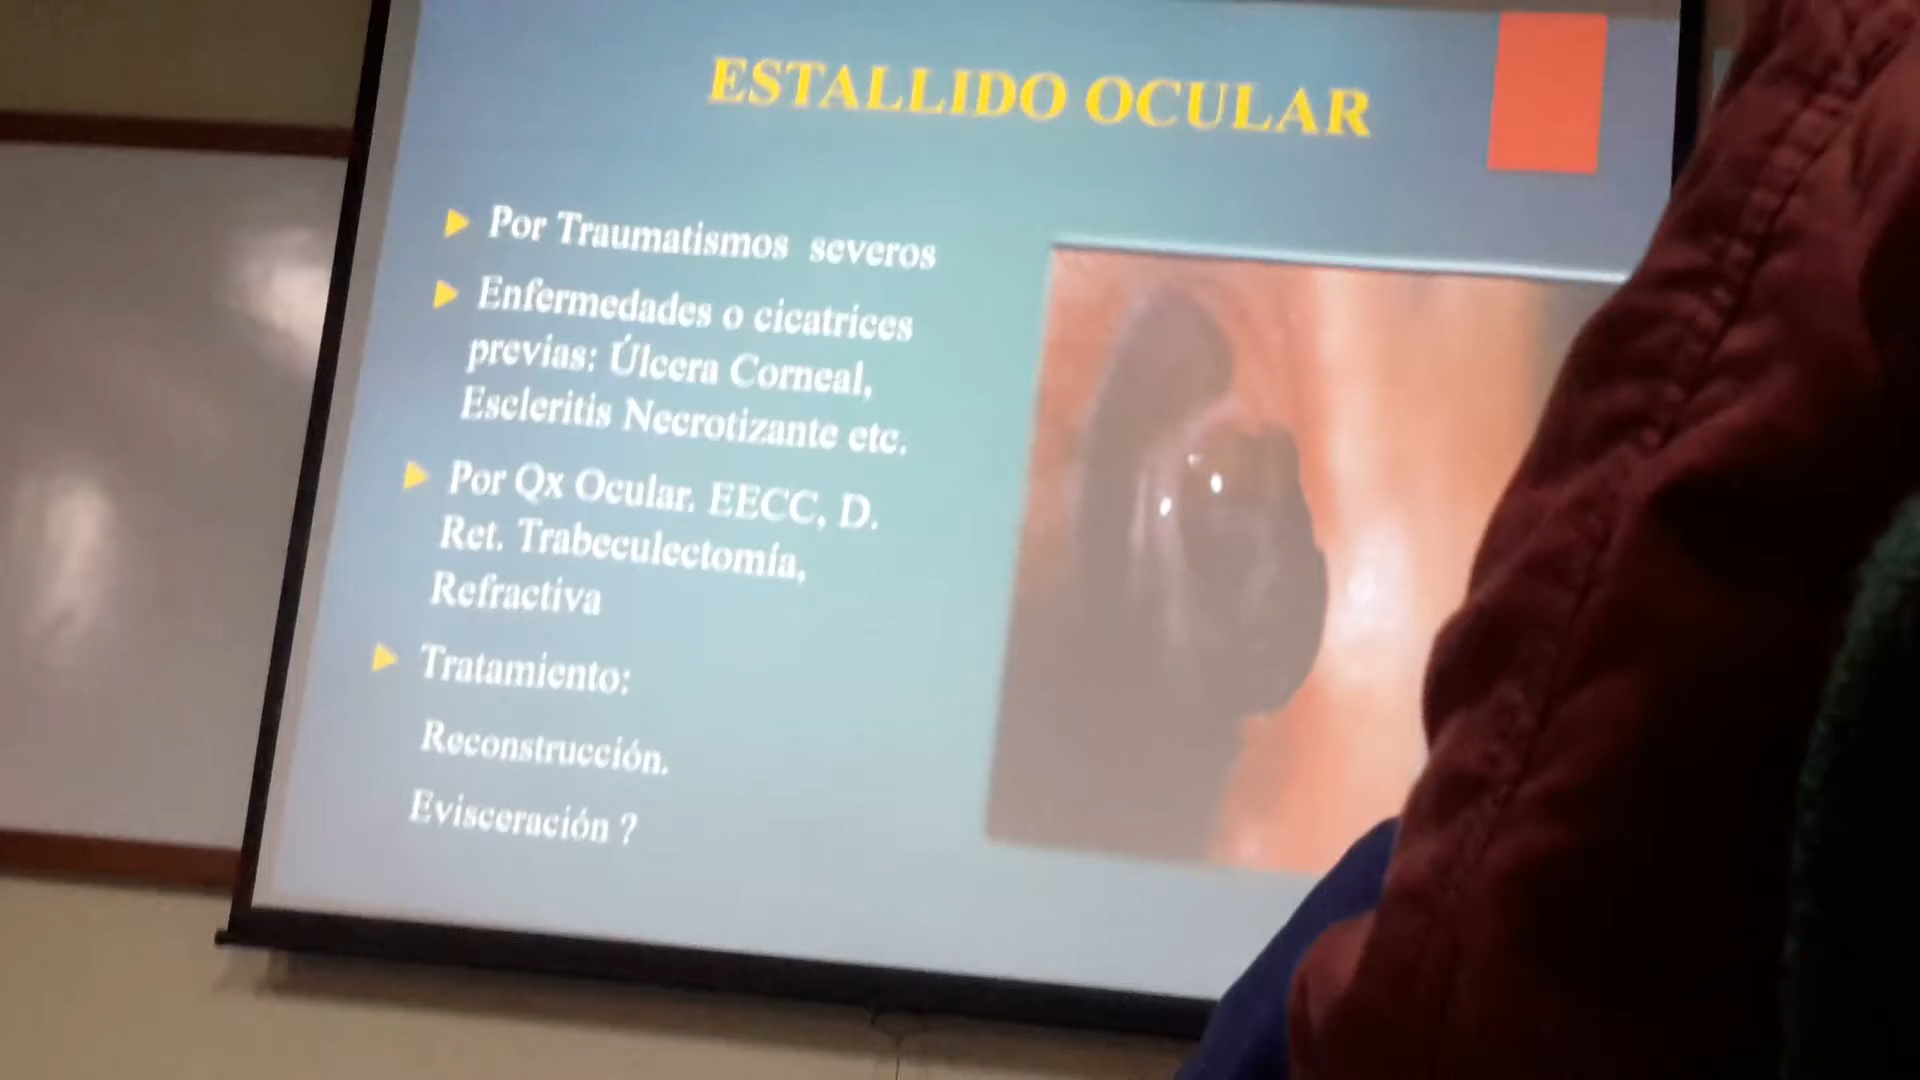 ESTALLIDO OCULAR
Por Traumatismos severos
Enfermedades o cicatrices
previas: Úlcera Corneal,
Escleritis Necrotizante etc.
Por Qx Ocular. EECC, D.
Ret. Trabeculectomía,
Refractiva
Tratamiento:
Reconstrucción.
Evisceración ?